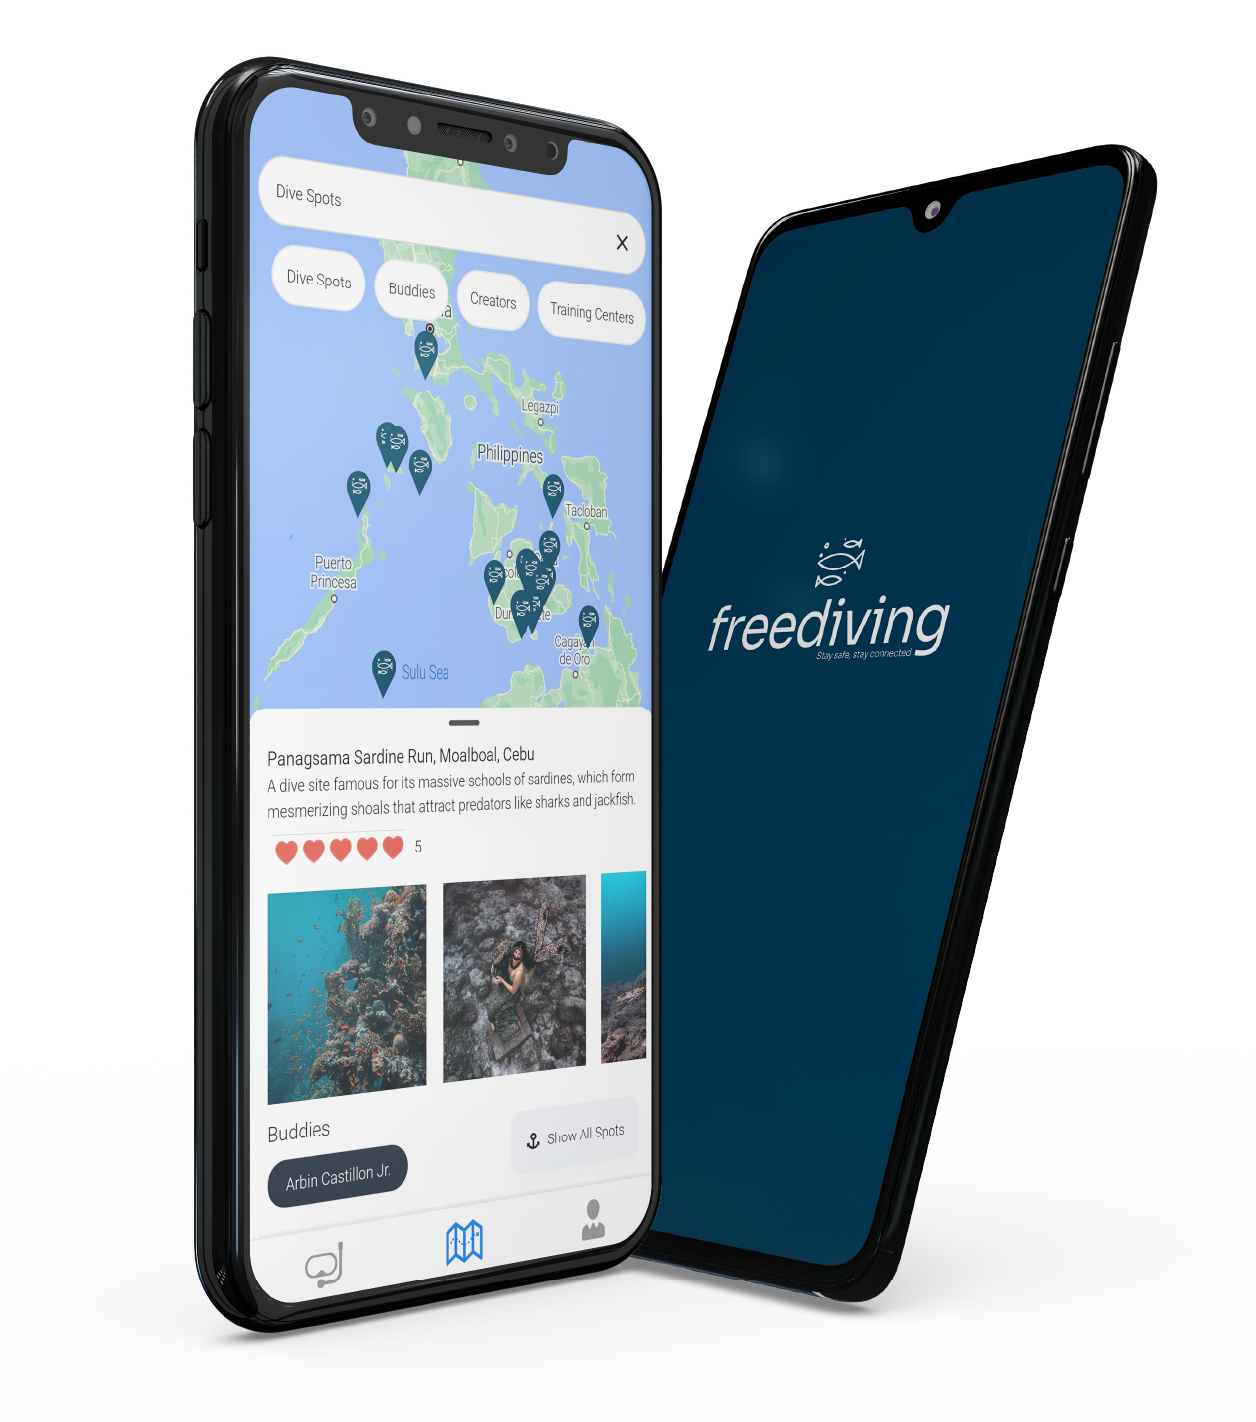 Dive Spots
X
Dive Spots
Buddies
Creators
Training Centers
Legazpi
Philippines
Tacloban
Puerto
Princesa
Cagayan
de Oro
Sulu Sea
Panagsama Sardine Run, Moalboal, Cebu
A dive site famous for its massive schools of sardines, which form
mesmerizing shoals that attract predators like sharks and jackfish.
5
Buddies
Show All Spots
Arbin Castillon Jr.
freediving
Stay safe, stay connected